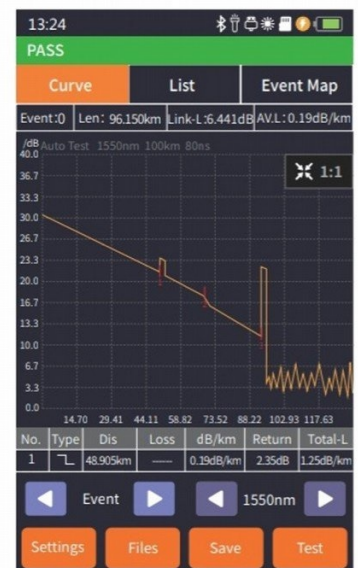 13:24
PASS
Curve List Event Map
Event:0 Len: 96.150km Link-L:6.441dB AV.L:0.19dB/km
/dB Auto Test 1550nm 100km 80ns
40.0
1:1
36.7
33.3
30.0
26.7
23.3
20.0
16.7
13.3
10.0
6.7
3.3
0.0
14.70 29.41 44.11 58.82 73.52 88.22 102.93 117.63
No. Type Dis Loss dB/km Return Total-L
1 48.905km ----- 0.19dB/km 2.35dB 1.25dB/km
Event 1550nm
Settings Files Save Test